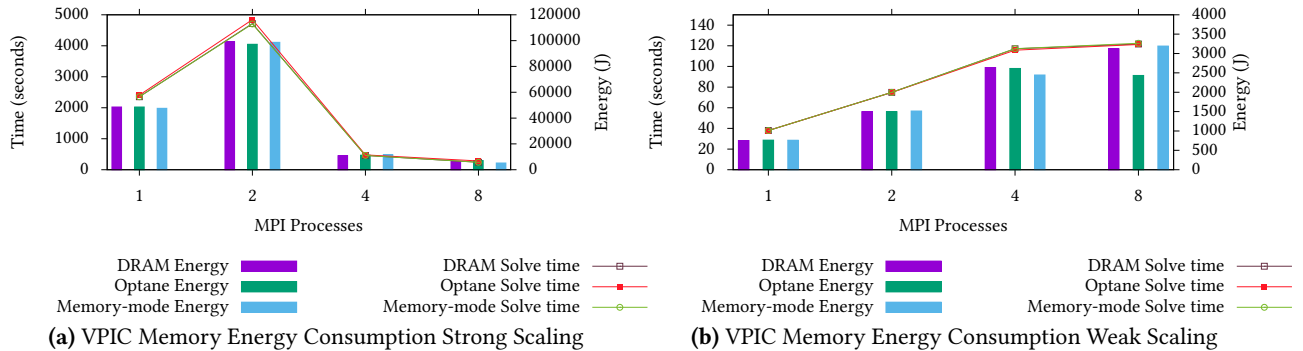 5000
4000
3000
2000
1000
0
Time (seconds)
120000
100000
80000
60000
40000
20000
0
Energy (J)
1 2 4 8
MPI Processes
DRAM Energy
Optane Energy
Memory-mode Energy
DRAM Solve time
Optane Solve time
Memory-mode Solve time
(a) VPIC Memory Energy Consumption Strong Scaling
140
120
100
80
60
40
20
0
Time (seconds)
4000
3500
3000
2500
2000
1500
1000
500
0
Energy (J)
1 2 4 8
MPI Processes
DRAM Energy
Optane Energy
Memory-mode Energy
DRAM Solve time
Optane Solve time
Memory-mode Solve time
(b) VPIC Memory Energy Consumption Weak Scaling